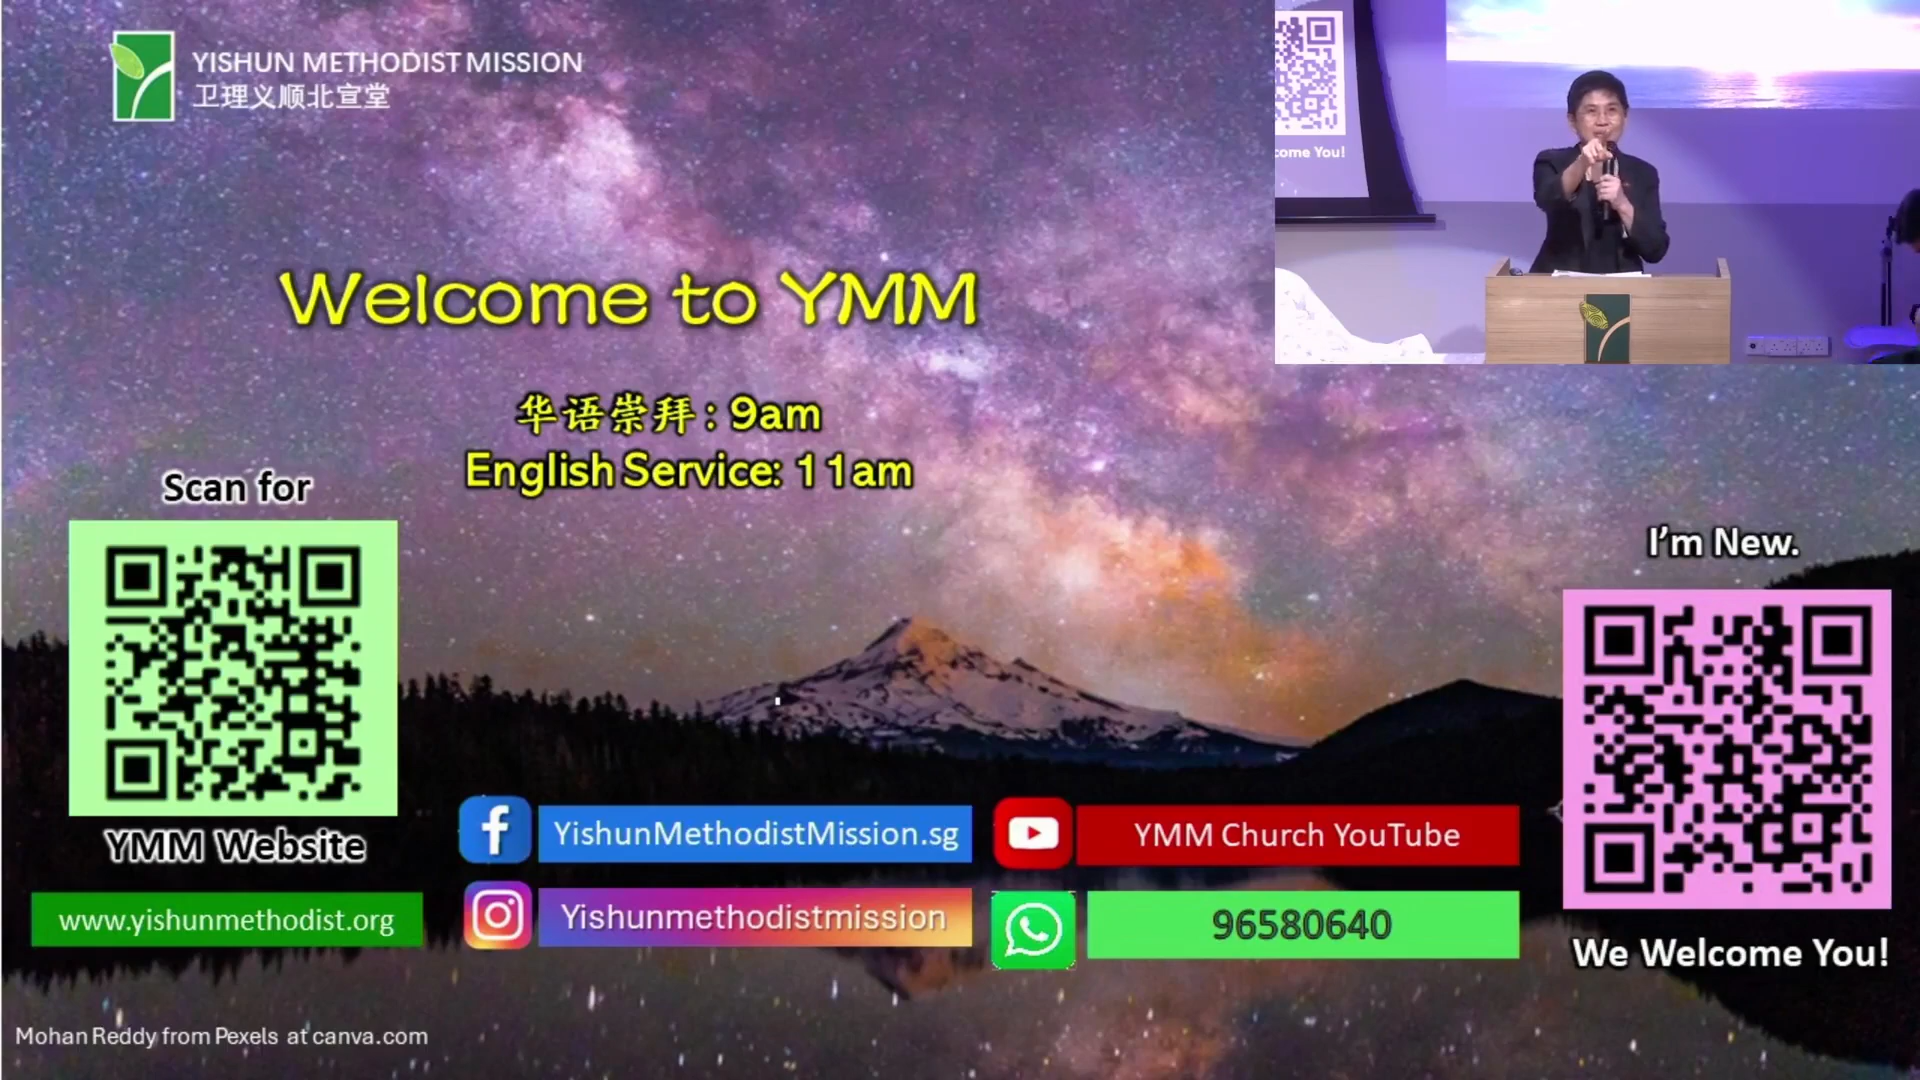 YISHUN METHODIST MISSION
卫理义顺北宣堂
come You!
Welcome to YMM
华语崇拜: 9am
English Service: 11am
Scan for
YMM Website
www.yishunmethodist.org
YishunMethodistMission.sg
Yishunmethodistmission
YMM Church YouTube
96580640
I'm New.
We Welcome You!
Mohan Reddy from Pexels at canva.com